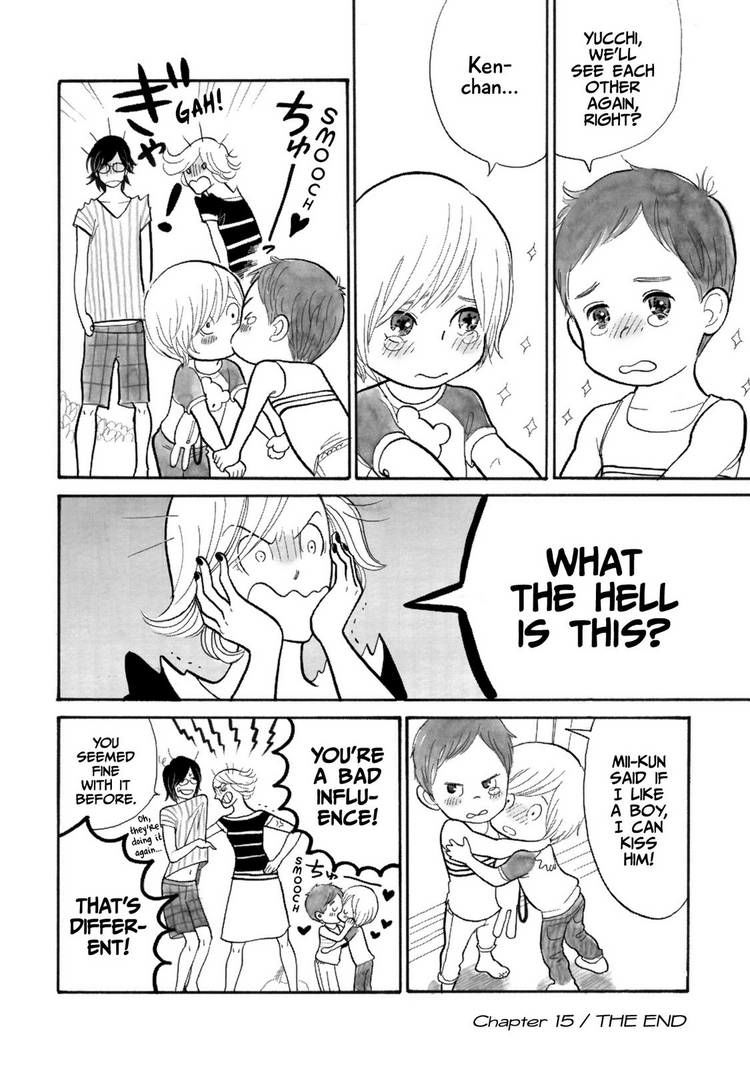 YUCCHI,
WE'LL
SEE EACH
OTHER
AGAIN,
RIGHT?
Ken-
chan...
SMOOCH
ちゅー
GAH!
ぎゃ
!
WHAT
THE HELL
IS THIS?
MII-KUN
SAID IF
I LIKE
A BOY,
I CAN
KISS
HIM!
YOU'RE
A BAD
INFLU-
ENCE!
YOU
SEEMED
FINE
WITH IT
BEFORE.
Oh,
they're
doing it
again...
THAT'S
DIFFER-
ENT!
ちゅー
SMOOCH
Chapter 15 / THE END